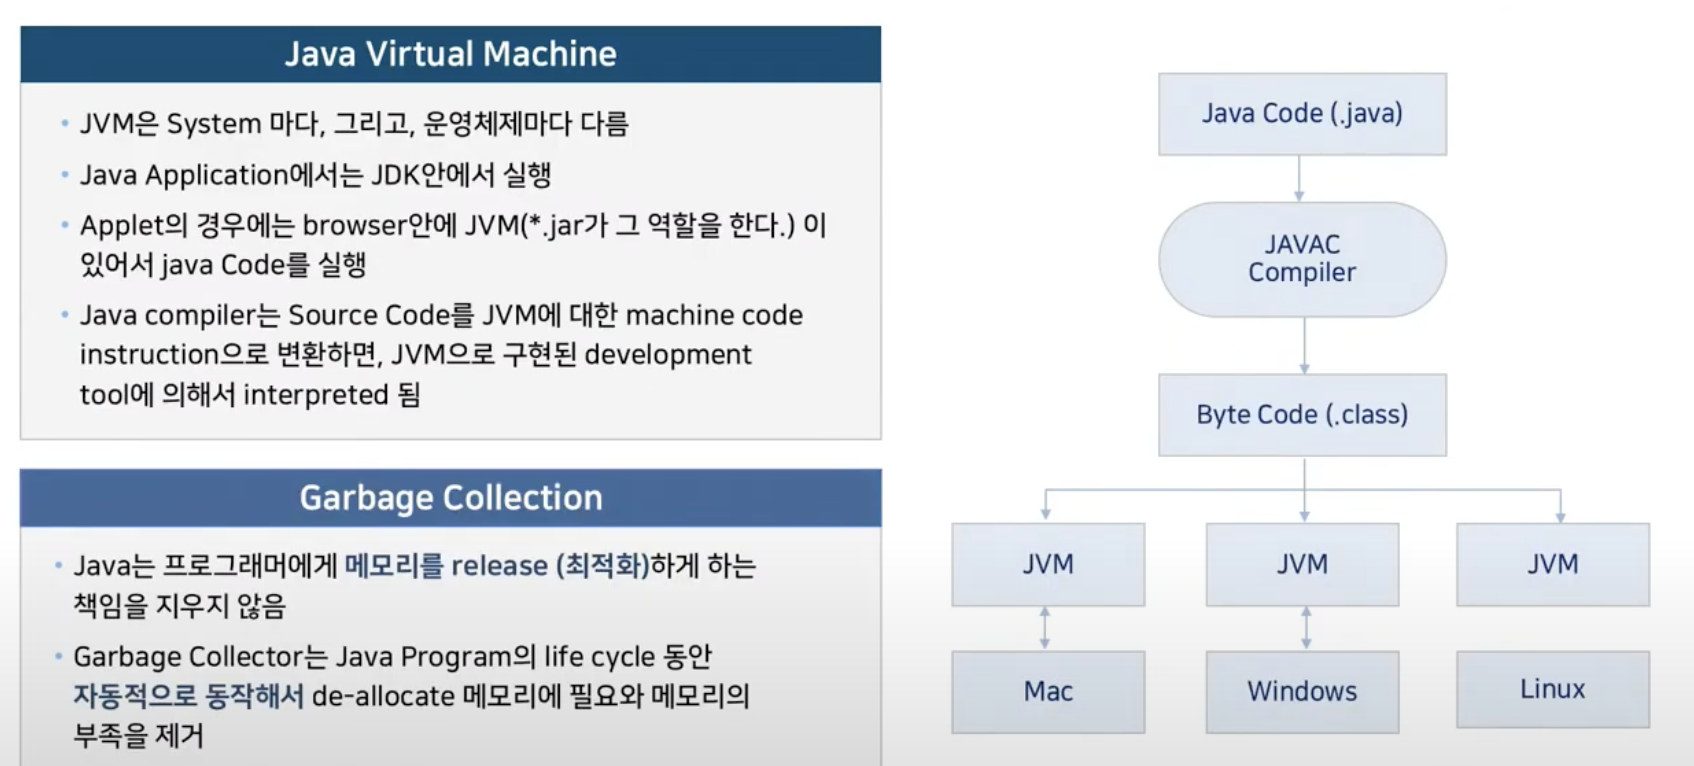 Java Virtual Machine
• JVM은 System 마다, 그리고, 운영체제마다 다름
• Java Application에서는 JDK안에서 실행
• Applet의 경우에는 browser안에 JVM(*.jar가 그 역할을 한다.) 이
있어서 java Code를 실행
• Java compiler는 Source Code를 JVM에 대한 machine code
instruction으로 변환하면, JVM으로 구현된 development
tool에 의해서 interpreted 됨
Garbage Collection
• Java는 프로그래머에게 메모리를 release (최적화)하게 하는
책임을 지우지 않음
• Garbage Collector는 Java Program의 life cycle 동안
자동적으로 동작해서 de-allocate 메모리에 필요와 메모리의
부족을 제거
Java Code (.java)
JAVAC
Compiler
Byte Code (.class)
JVM
JVM
JVM
Mac
Windows
Linux